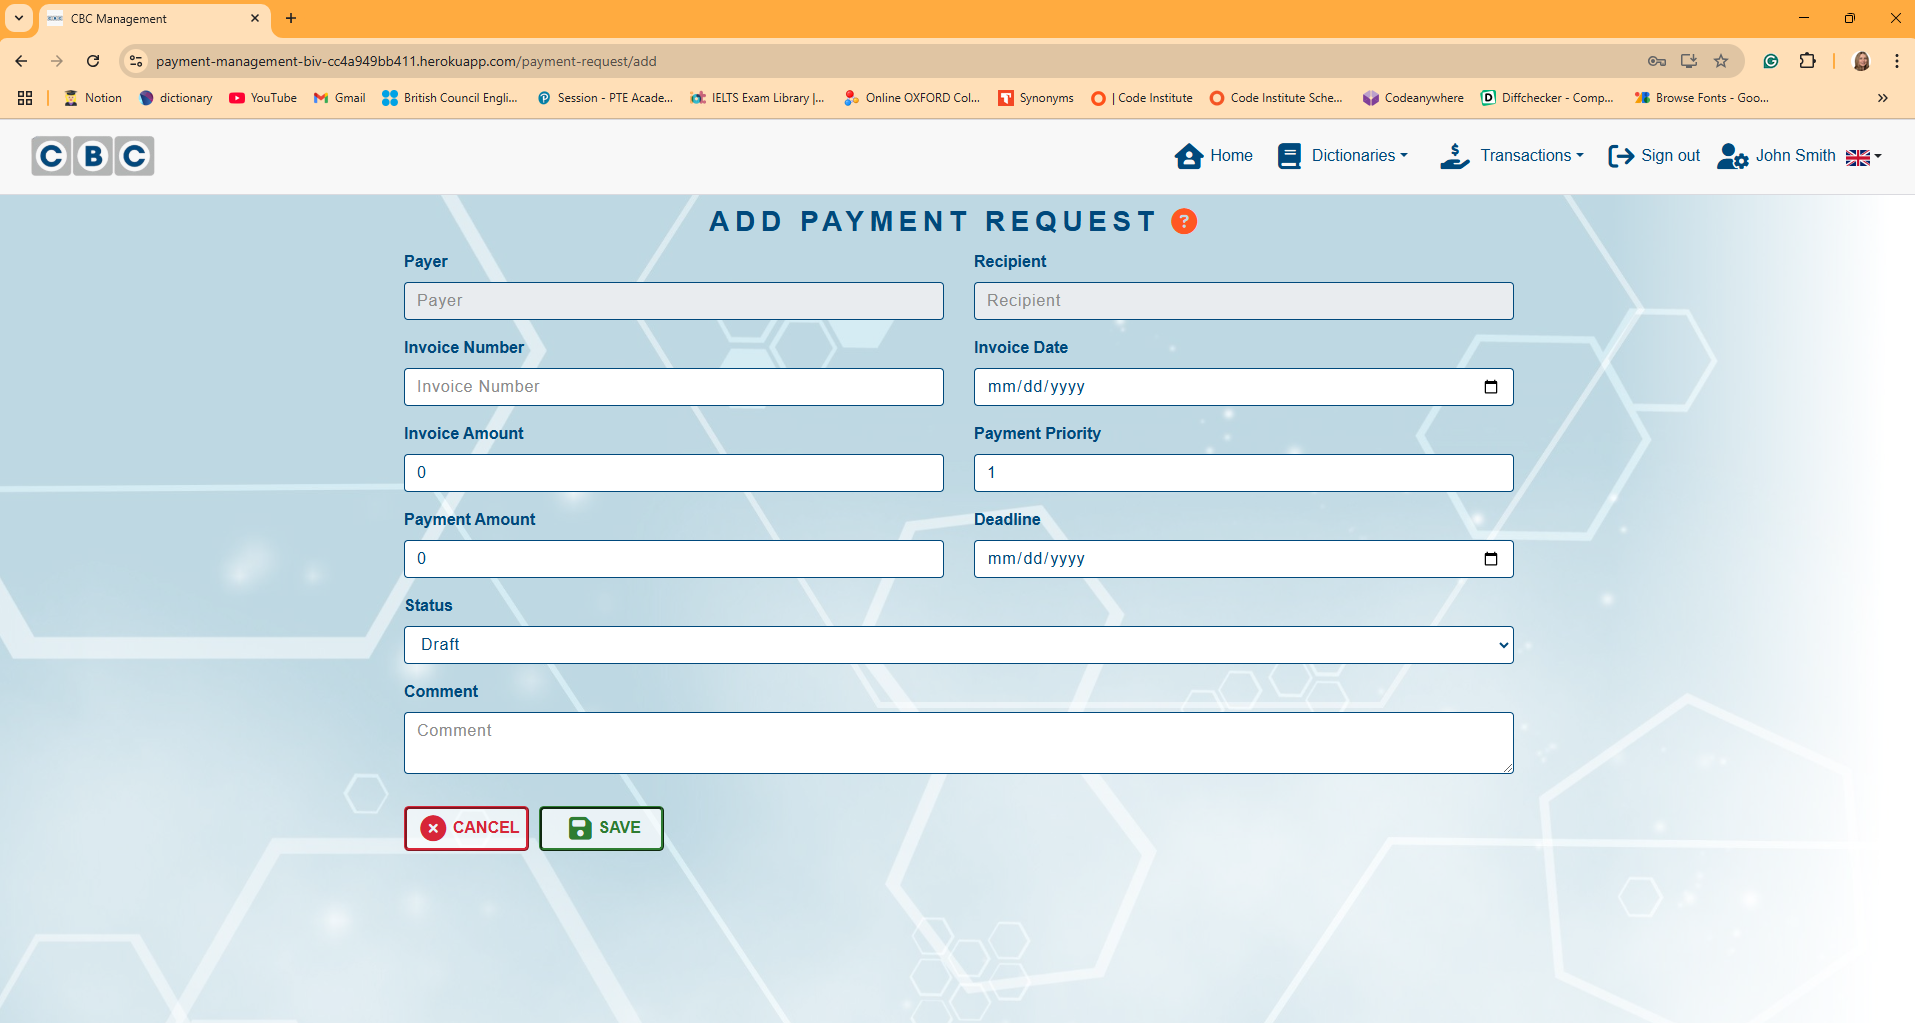 CBC Management
payment-management-biv-cc4a949bb411.herokuapp.com/payment-request/add
Notion dictionary YouTube Gmail British Council Engli... Session - PTE Acade... IELTS Exam Library |... Online OXFORD Col... Synonyms | Code Institute Code Institute Sche... Codeanywhere Diffchecker - Comp... Browse Fonts - Goo...
C B C Home Dictionaries Transactions Sign out John Smith
ADD PAYMENT REQUEST ?
Payer Recipient
Payer Recipient
Invoice Number Invoice Date
Invoice Number mm/dd/yyyy
Invoice Amount Payment Priority
0 1
Payment Amount Deadline
0 mm/dd/yyyy
Status
Draft
Comment
Comment
CANCEL SAVE